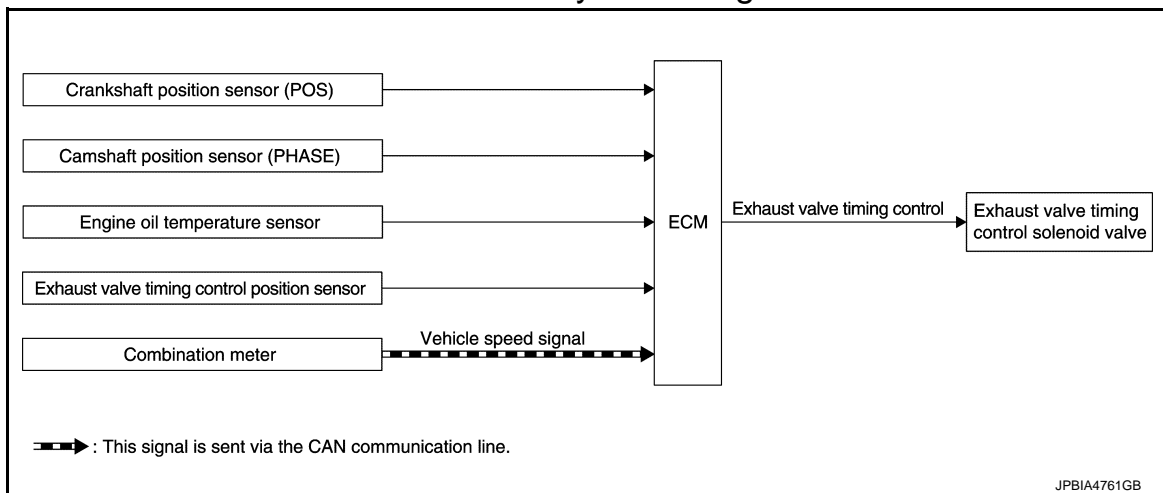 Crankshaft position sensor (POS)
Camshaft position sensor (PHASE)
Engine oil temperature sensor
Exhaust valve timing control position sensor
Combination meter
Vehicle speed signal
ECM
Exhaust valve timing control
Exhaust valve timing
control solenoid valve
: This signal is sent via the CAN communication line.
JPBIA4761GB